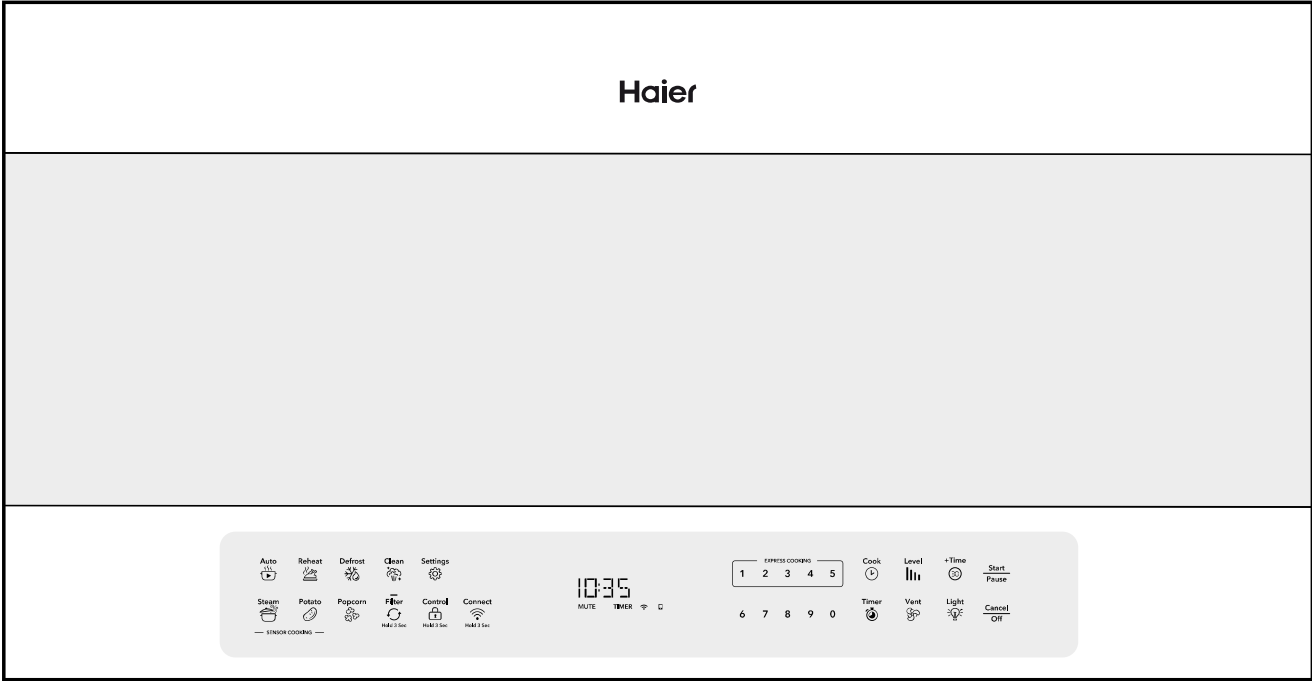 Haier
Auto Reheat Defrost Clean Settings
Steam Potato Popcorn Filter Control Connect
Hold 3 Sec Hold 3 Sec Hold 3 Sec
SENSOR COOKING
10:35
MUTE TIMER
EXPRESS COOKING
1 2 3 4 5
6 7 8 9 0
Cook Level +Time
30
Start
Pause
Timer Vent Light
Cancel
Off